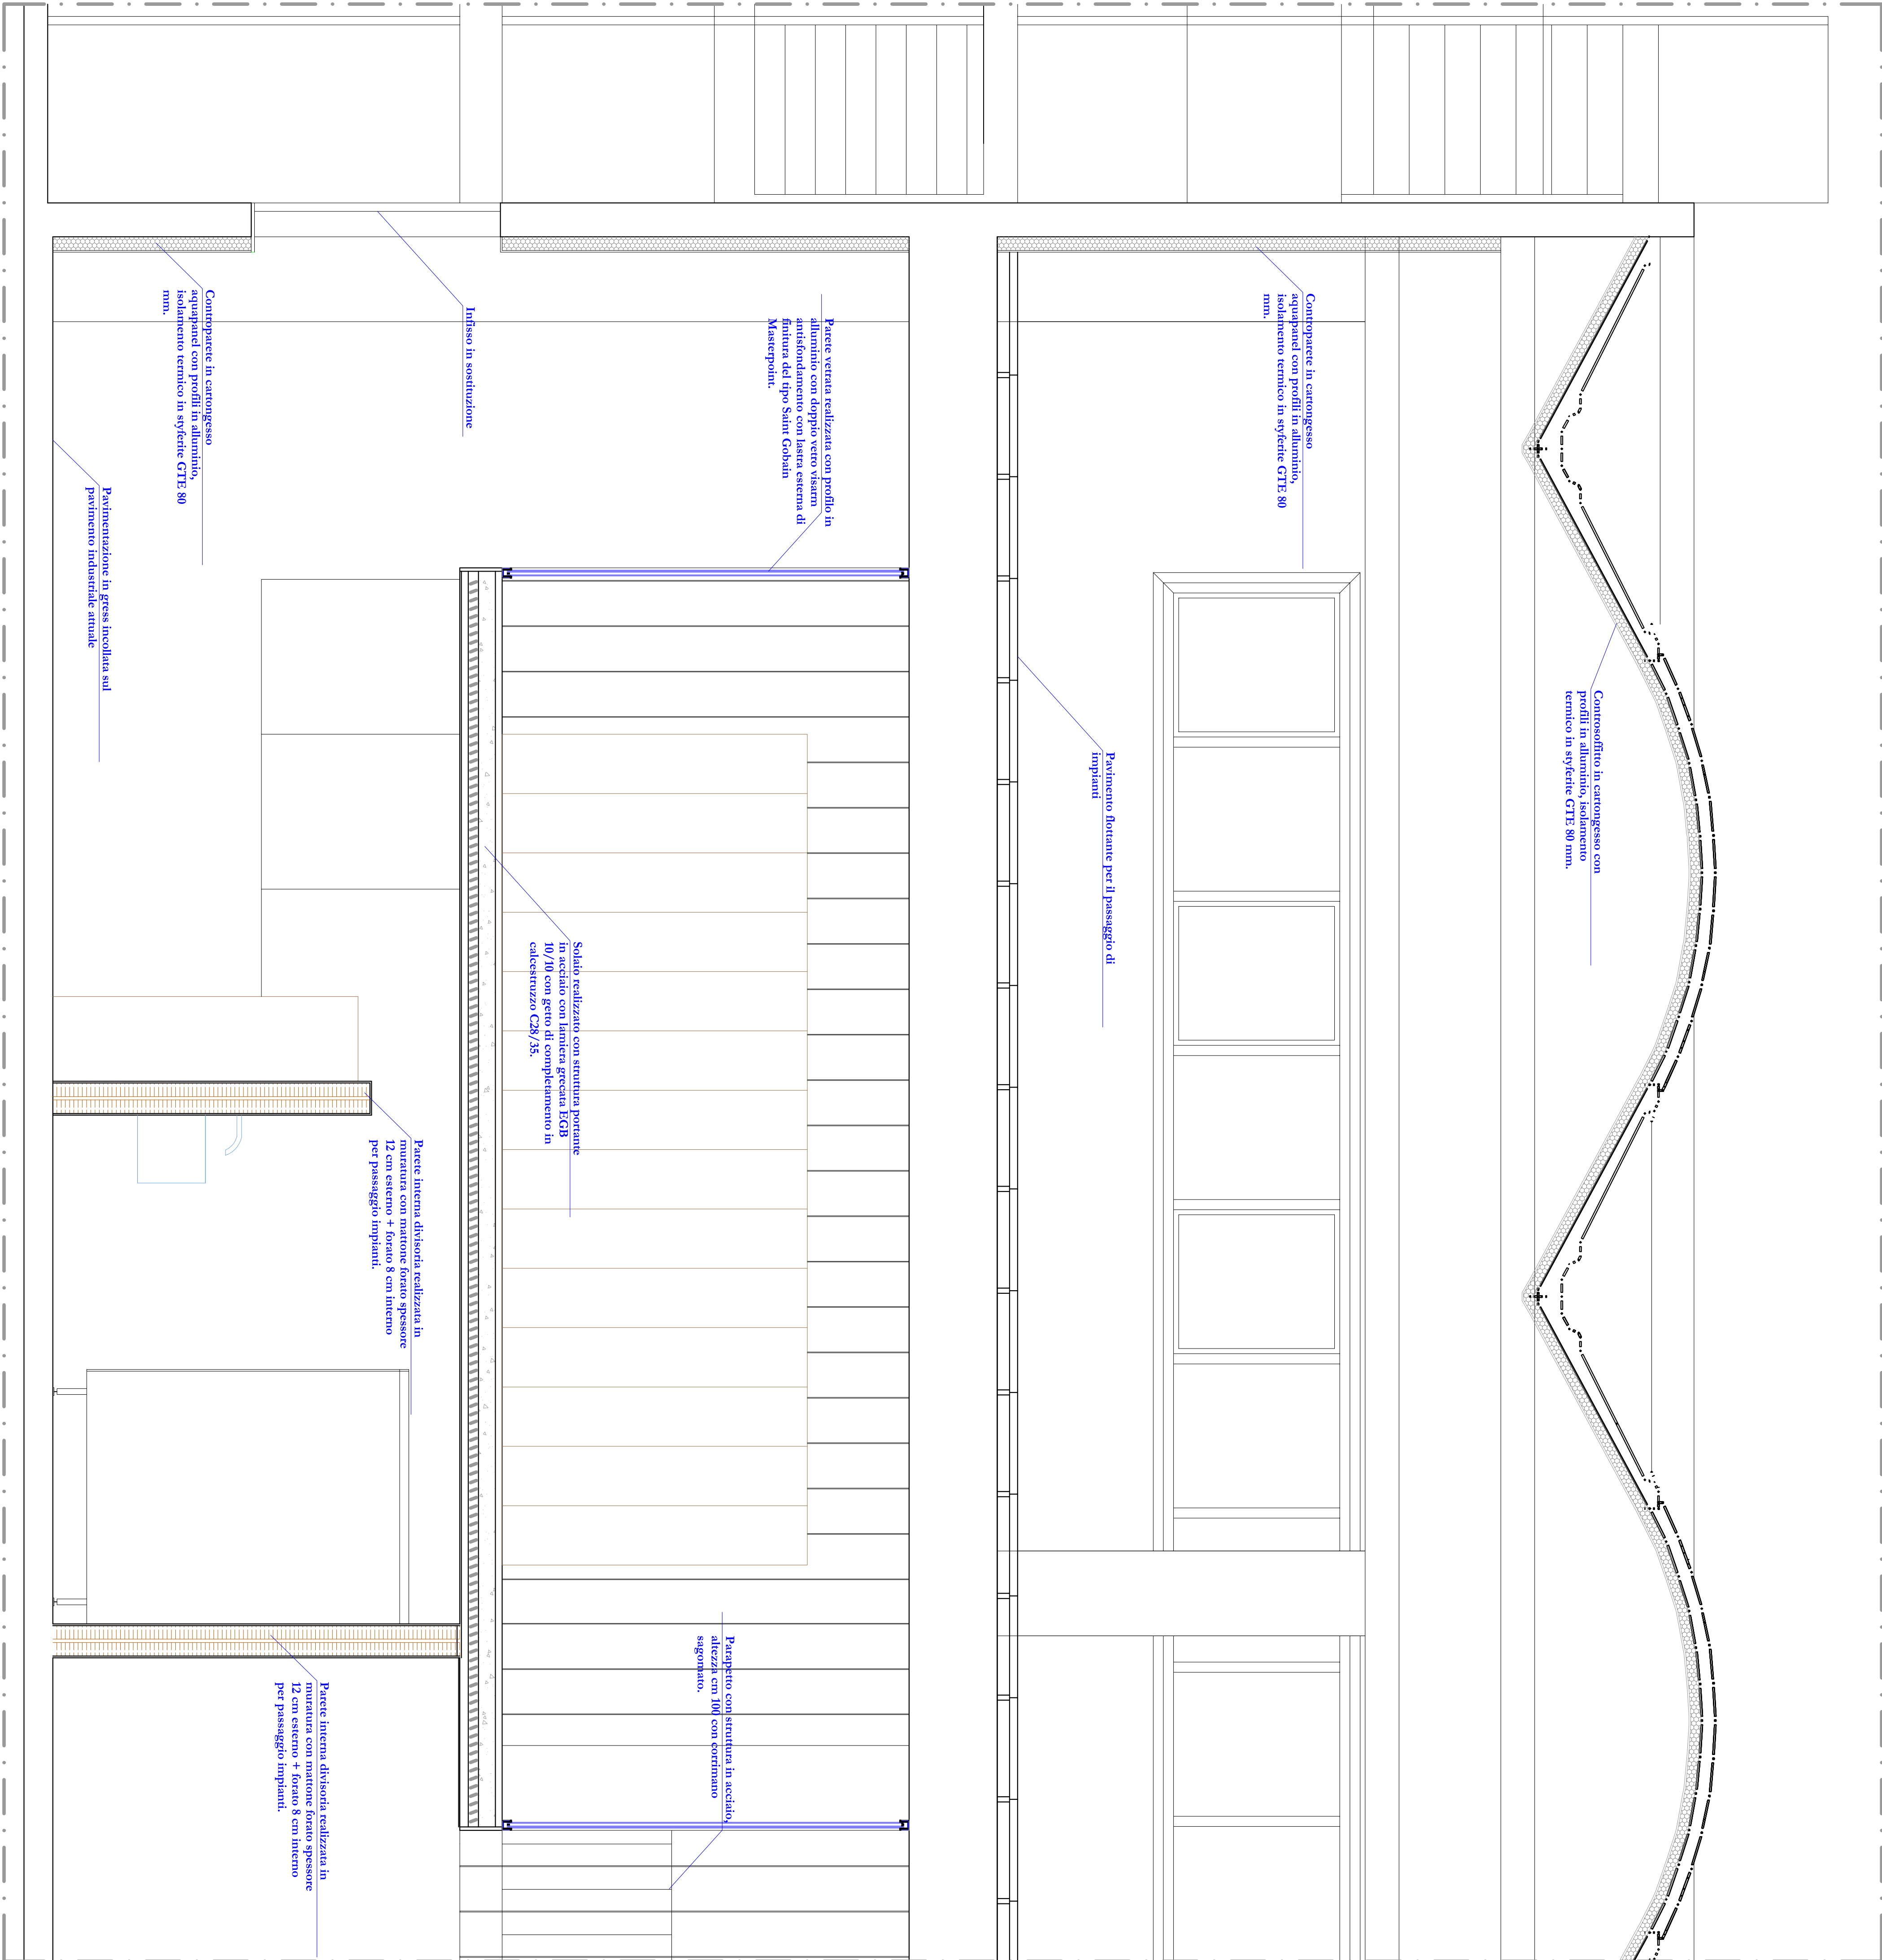 Controsoffitto in cartongesso con
profili in alluminio, isolamento
termico in styferite GTE 80 mm.
Controparete in cartongesso
aquapanel con profili in alluminio,
isolamento termico in styferite GTE 80
mm.
Pavimento flottante per il passaggio di
impianti
Parete vetrata realizzata con profilo in
alluminio con doppio vetro visarm
antisfondamento con lastra esterna di
finitura del tipo Saint Gobain
Masterpoint.
Parapetto con struttura in acciaio,
altezza cm 100 con corrimano
sagomato.
Solaio realizzato con struttura portante
in acciaio con lamiera grecata EGB
10/10 con getto di completamento in
calcestruzzo C28/35.
Infisso in sostituzione
Parete interna divisoria realizzata in
muratura con mattone forato spessore
12 cm esterno + forato 8 cm interno
per passaggio impianti.
Parete interna divisoria realizzata in
muratura con mattone forato spessore
12 cm esterno + forato 8 cm interno
per passaggio impianti.
Controparete in cartongesso
aquapanel con profili in alluminio,
isolamento termico in styferite GTE 80
mm.
Pavimentazione in gress incollata sul
pavimento industriale attuale